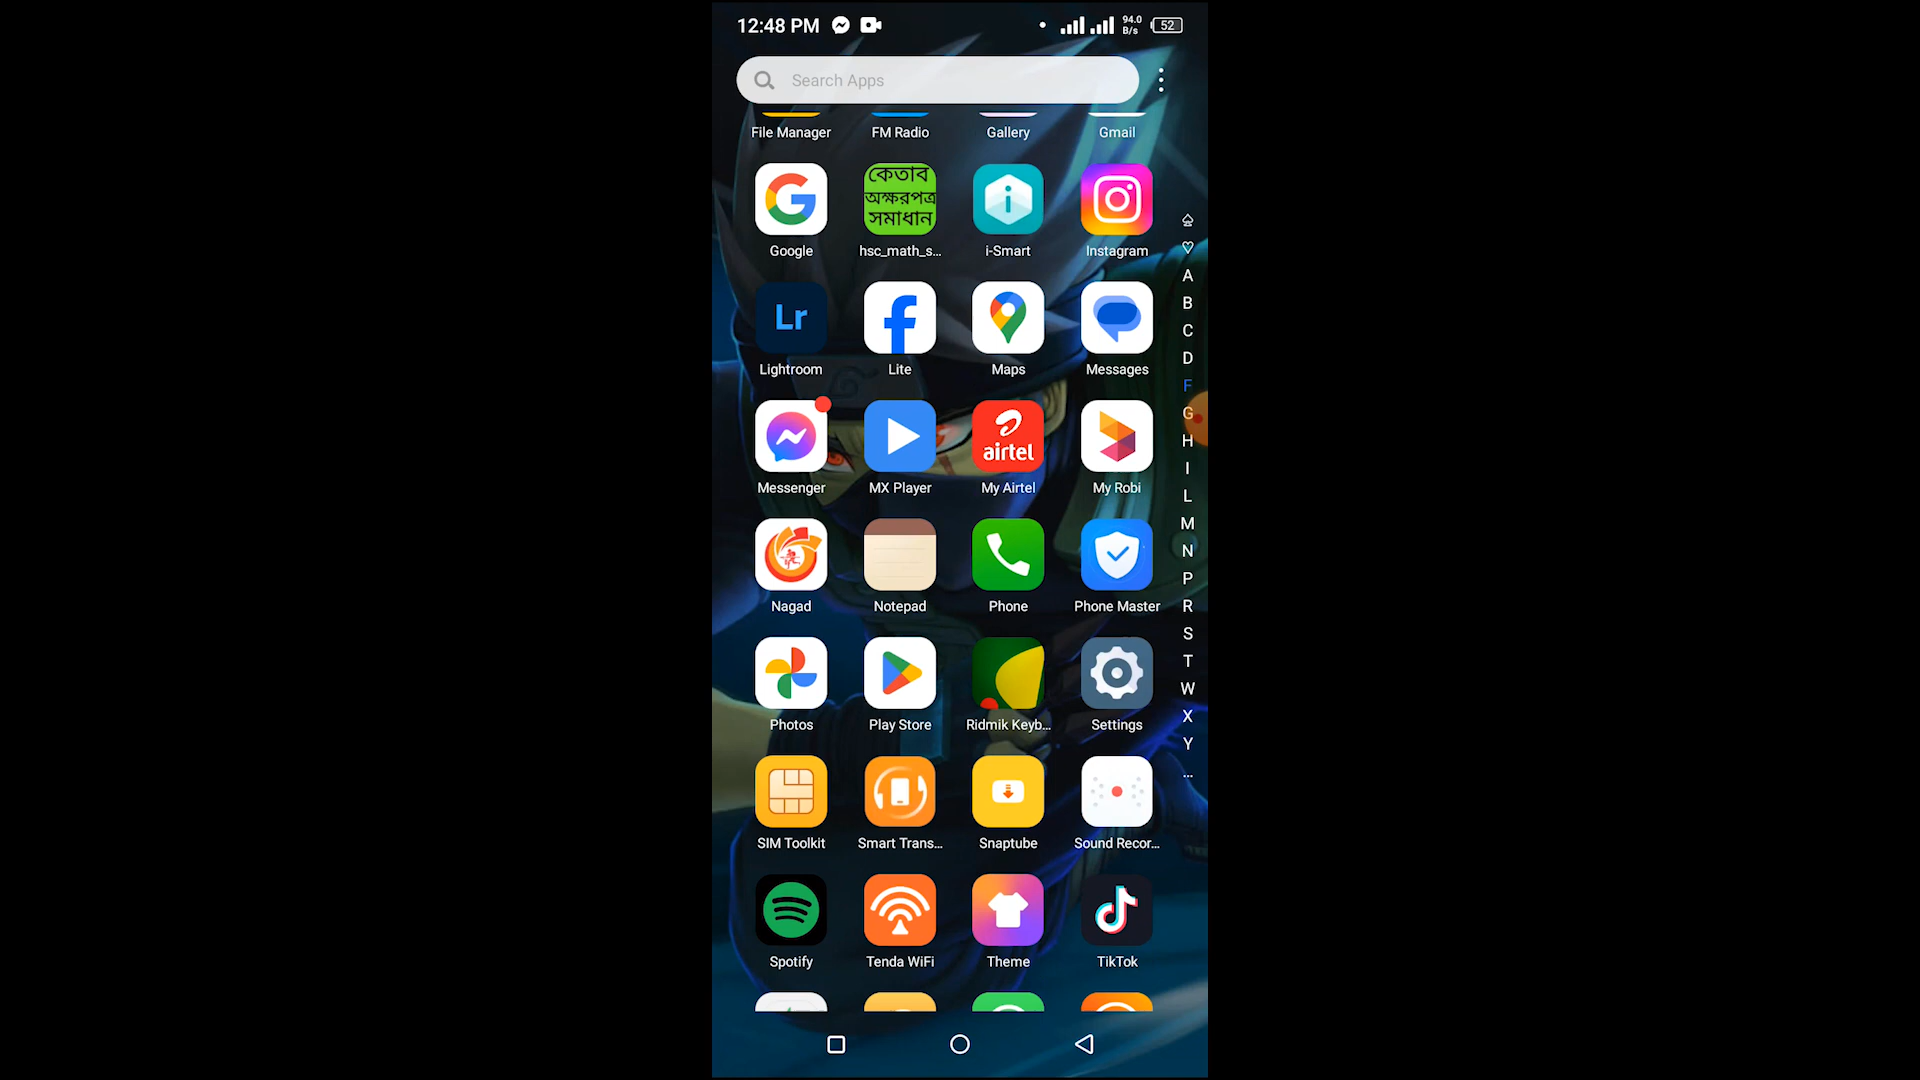 12:48 PM
94.0
B/s
52
Search Apps
File Manager
FM Radio
Gallery
Gmail
কেতাব
অক্ষরপত্র
সমাধান
Google
hsc_math_s...
i-Smart
Instagram
Lr
Lightroom
Lite
Maps
Messages
airtel
Messenger
MX Player
My Airtel
My Robi
Nagad
Notepad
Phone
Phone Master
Photos
Play Store
Ridmik Keyb...
Settings
SIM Toolkit
Smart Trans...
Snaptube
Sound Recor...
Spotify
Tenda WiFi
Theme
TikTok
A
B
C
D
F
G
H
I
L
M
N
P
R
S
T
W
X
Y
...